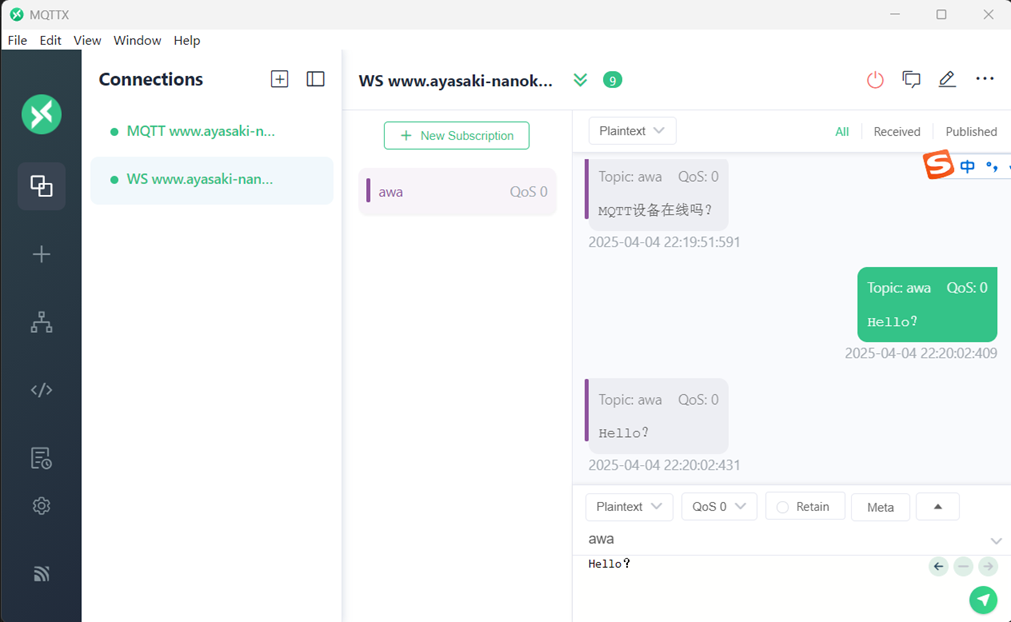 MQTTX
File Edit View Window Help
Connections
MQTT www.ayasaki-n...
WS www.ayasaki-nan...
WS www.ayasaki-nanok...
9
+ New Subscription
awa QoS 0
Plaintext
All Received Published
中 °,
Topic: awa QoS: 0
MQTT设备在线吗？
2025-04-04 22:19:51:591
Topic: awa QoS: 0
Hello？
2025-04-04 22:20:02:409
Topic: awa QoS: 0
Hello？
2025-04-04 22:20:02:431
Plaintext QoS 0 Retain Meta
awa
Hello？